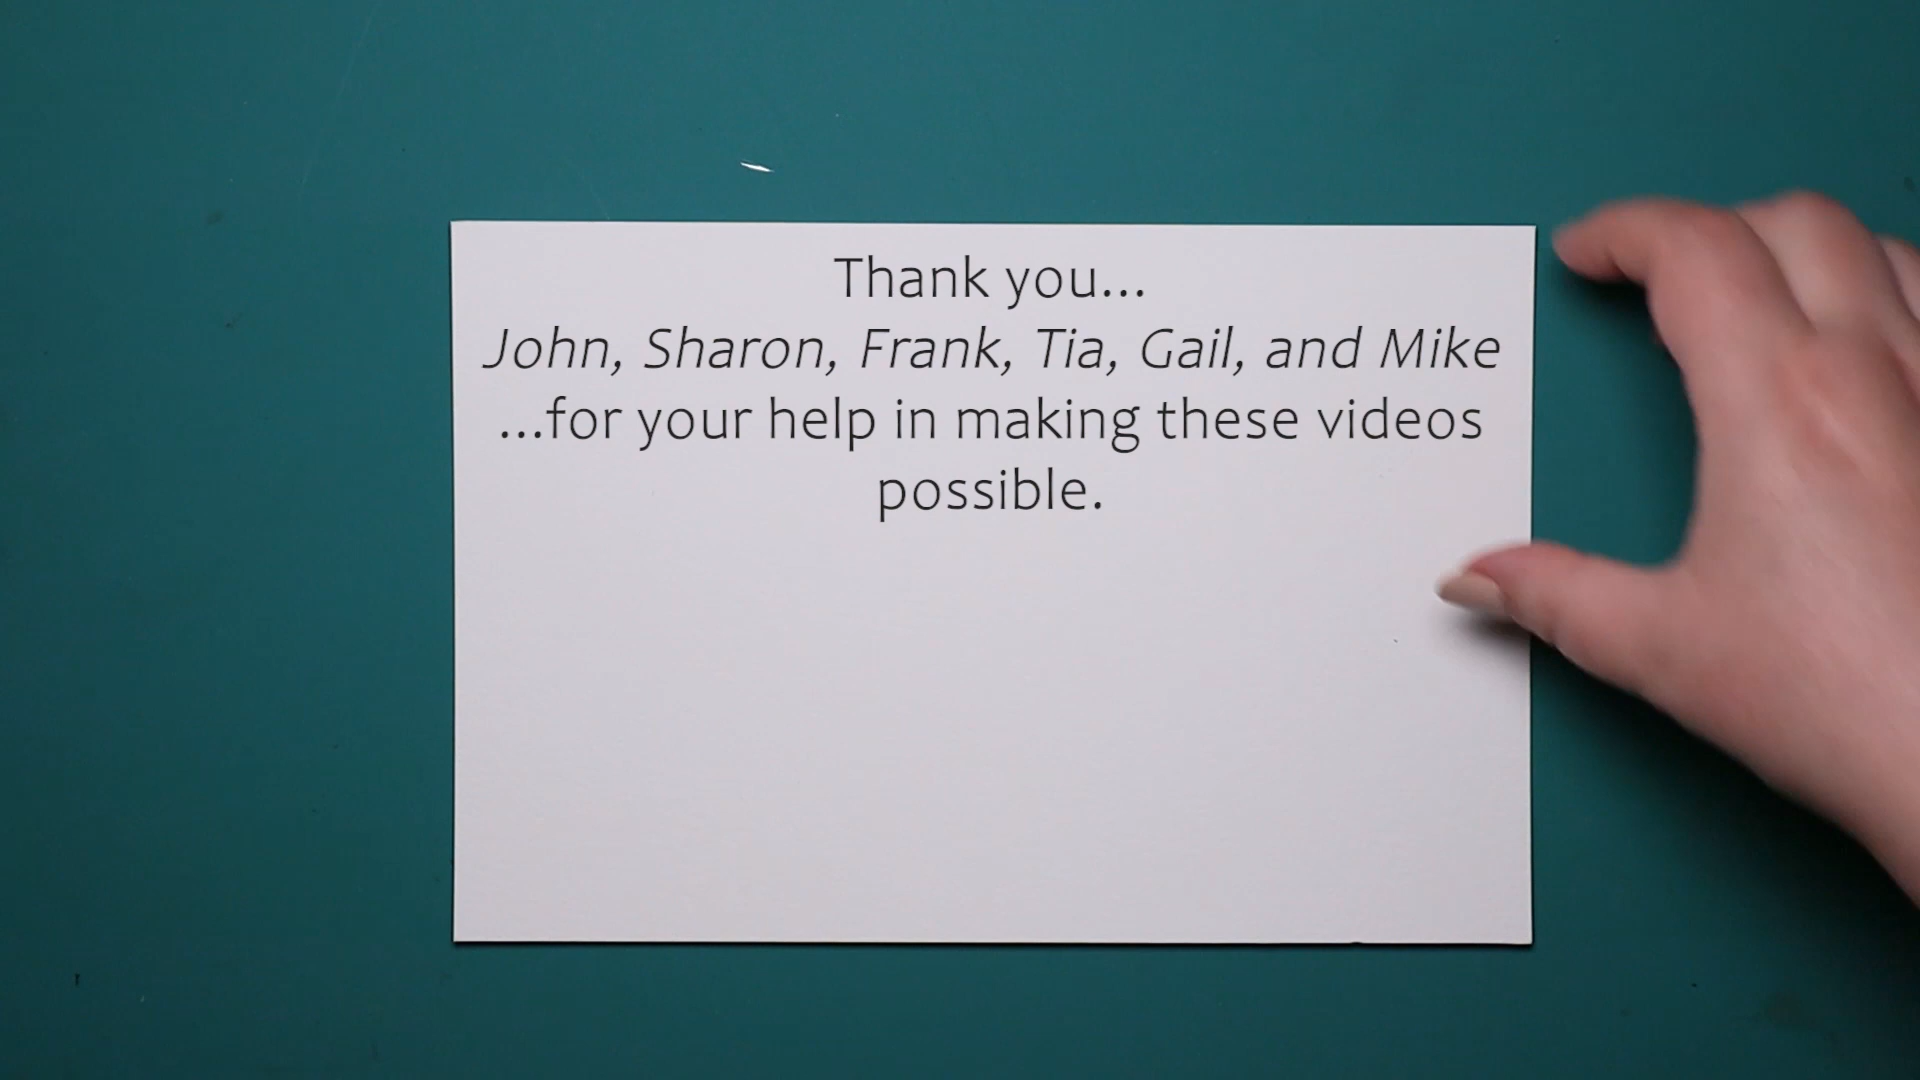 Thank you...
John, Sharon, Frank, Tia, Gail, and Mike
...for your help in making these videos
possible.